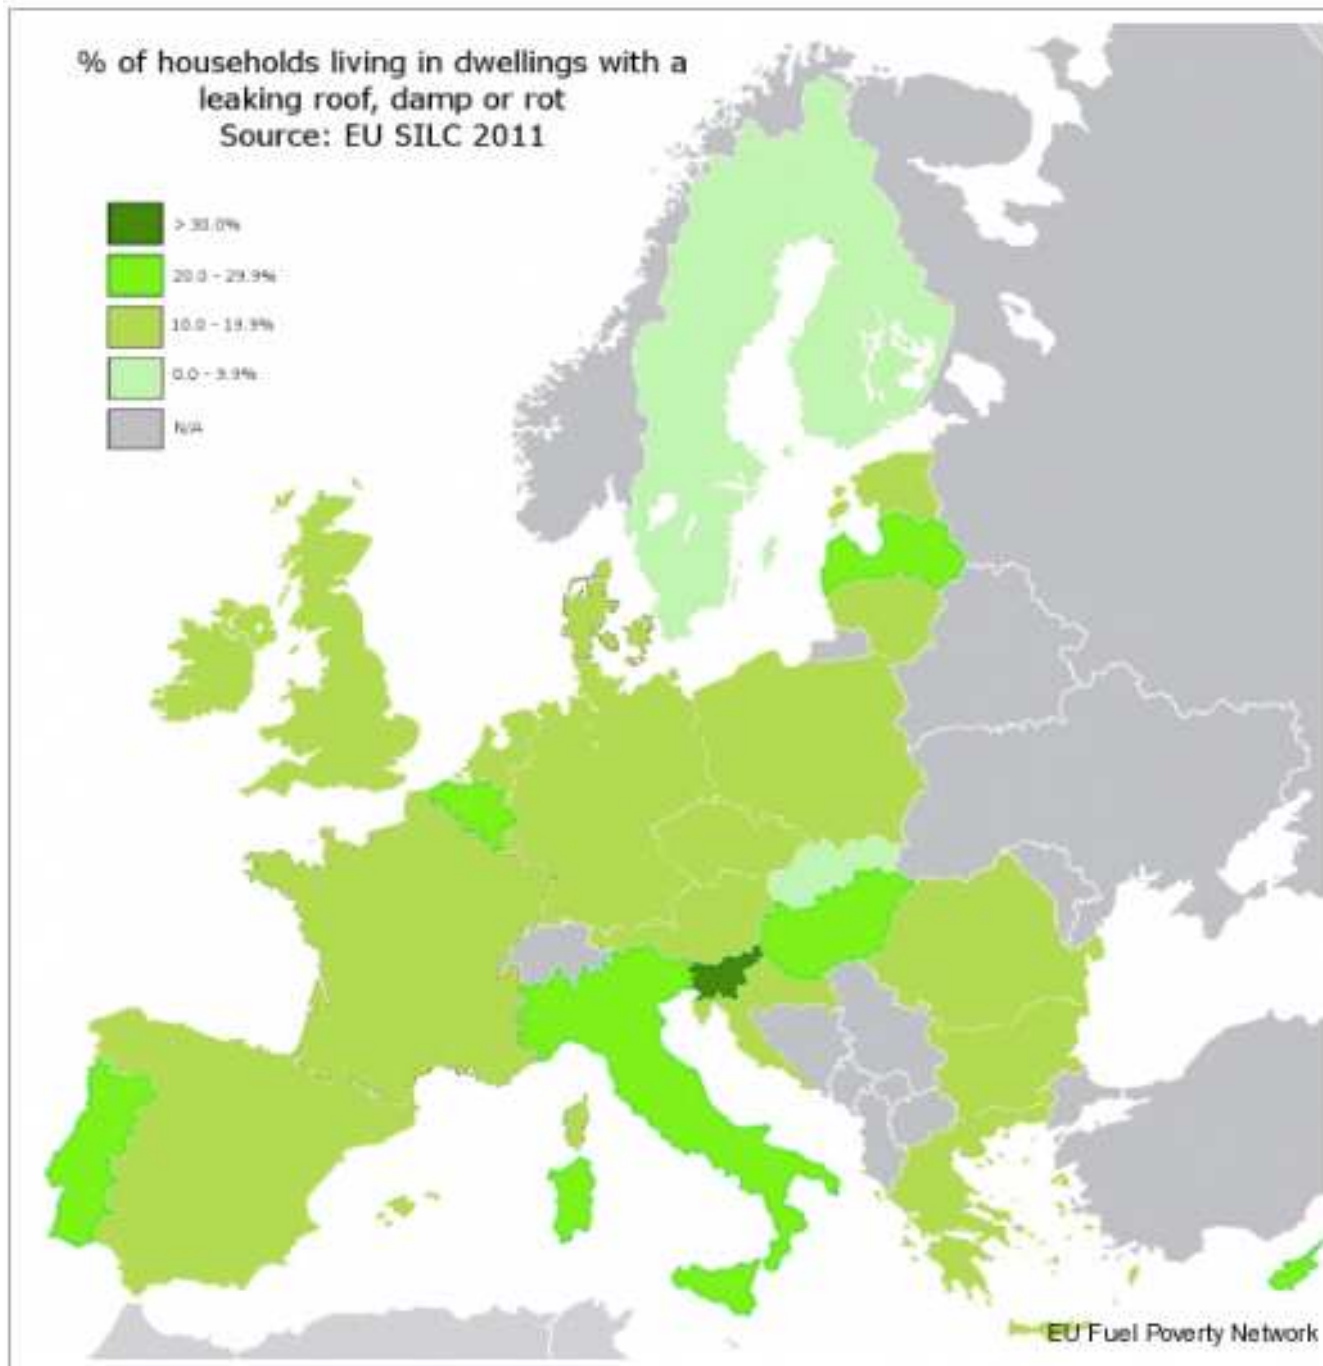 % of households living in dwellings with a
leaking roof, damp or rot
Source: EU SILC 2011
> 30.0%
20.0 - 29.9%
10.0 - 19.9%
0.0 - 9.9%
N/A
EU Fuel Poverty Network